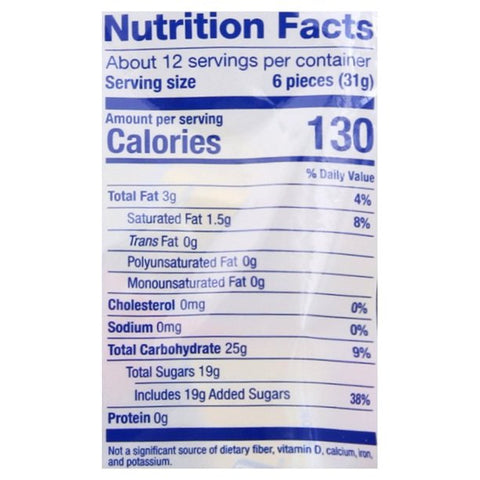 Nutrition Facts
About 12 servings per container
Serving size 6 pieces (31g)
Amount per serving
Calories 130
% Daily Value
Total Fat 3g 4%
Saturated Fat 1.5g 8%
Trans Fat 0g
Polyunsaturated Fat 0g
Monounsaturated Fat 0g
Cholesterol 0mg 0%
Sodium 0mg 0%
Total Carbohydrate 25g 9%
Total Sugars 19g
Includes 19g Added Sugars 38%
Protein 0g
Not a significant source of dietary fiber, vitamin D, calcium, iron,
and potassium.